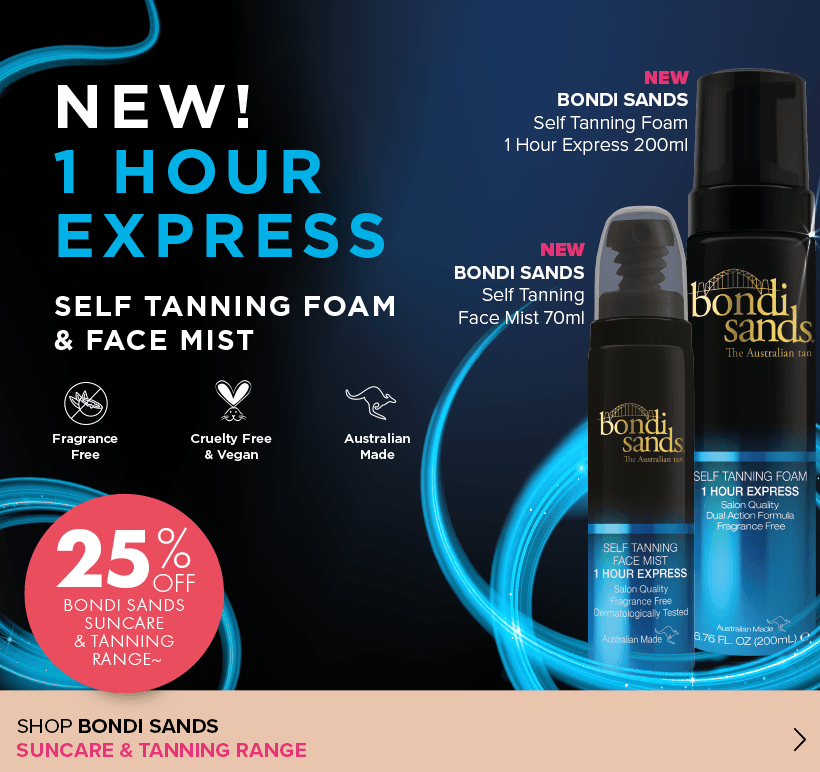 NEW!
1 HOUR
EXPRESS
SELF TANNING FOAM
& FACE MIST
Fragrance
Free
Cruelty Free
& Vegan
Australian
Made
NEW
BONDI SANDS
Self Tanning Foam
1 Hour Express 200ml
NEW
BONDI SANDS
Self Tanning
Face Mist 70ml
bondi
sands
The Australian tan
SELF TANNING
FACE MIST
1 HOUR EXPRESS
Salon Quality
Fragrance Free
Dermatologically Tested
Australian Made
bondi
sands
The Australian tan
SELF TANNING FOAM
1 HOUR EXPRESS
Salon Quality
Dual Action Formula
Fragrance Free
Australian Made
6.76 FL. OZ (200mL) e
25% OFF
BONDI SANDS
SUNCARE
& TANNING
RANGE~
SHOP BONDI SANDS
SUNCARE & TANNING RANGE